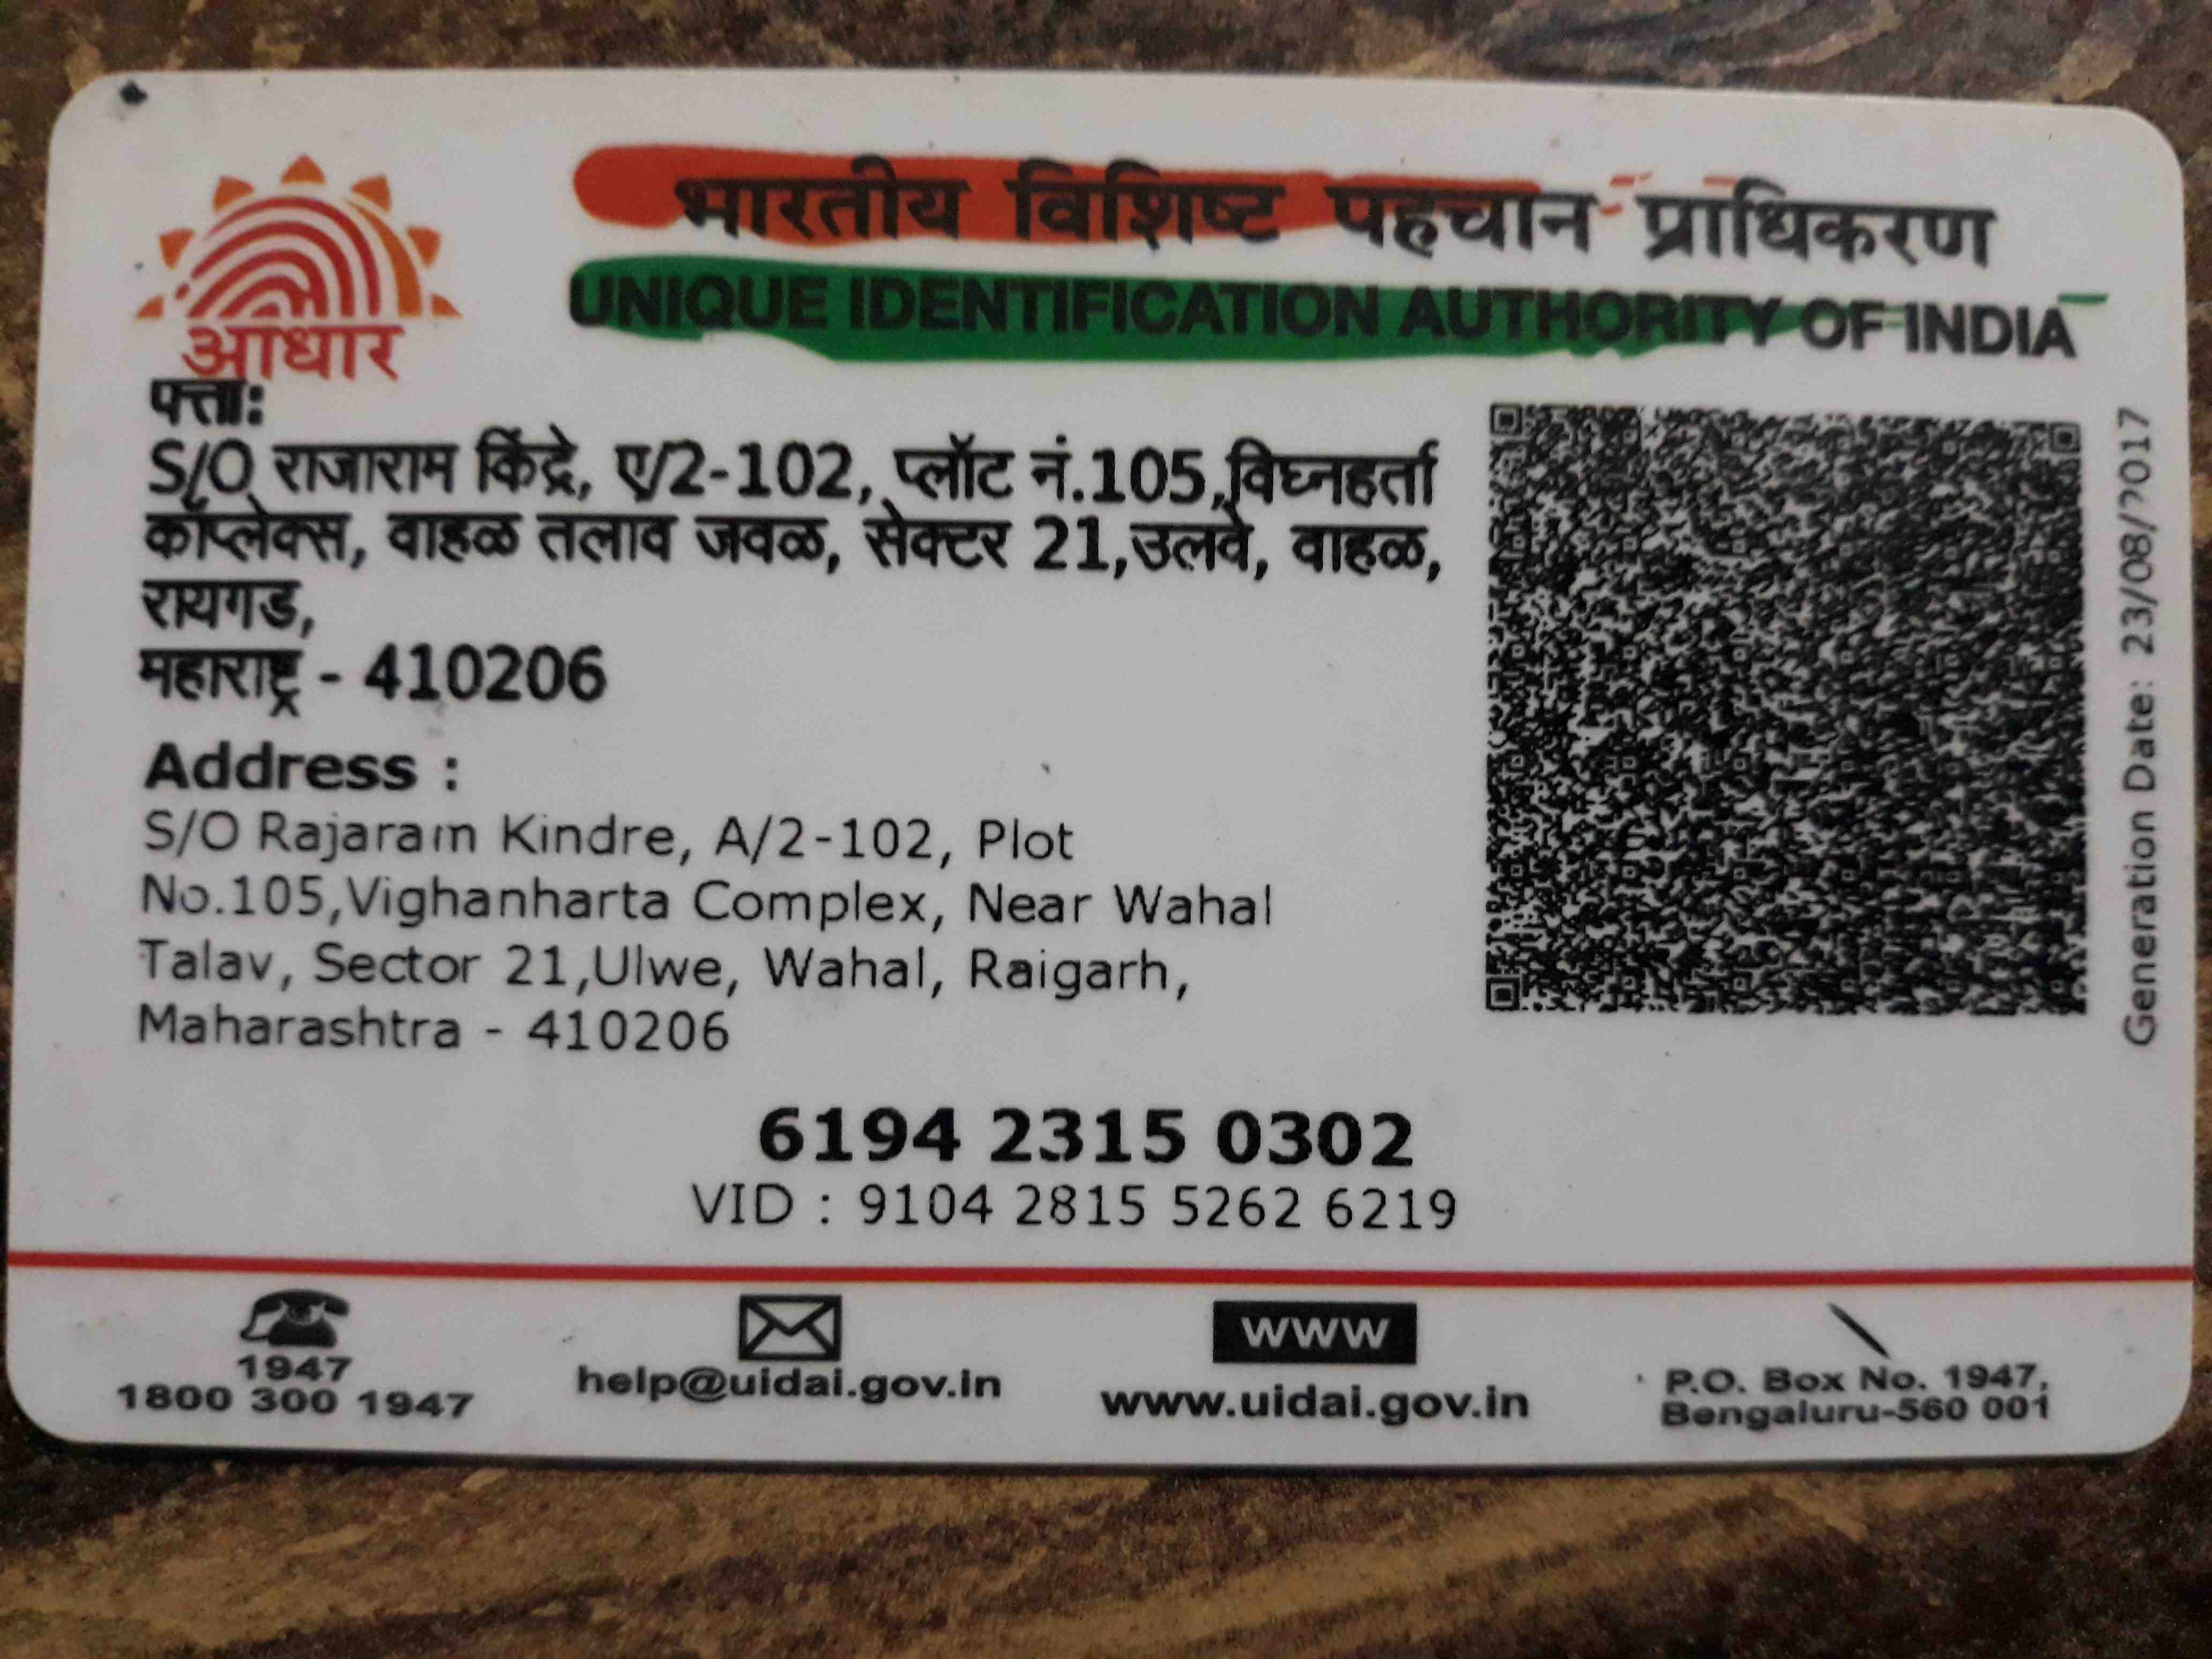 भारतीय विशिष्ट पहचान प्राधिकरण
UNIQUE IDENTIFICATION AUTHORITY OF INDIA
आधार
पत्ता:
S/O राजाराम किंद्रे, ए/2-102, प्लॉट नं.105,विघ्नहर्ता
कॉप्लेक्स, वाहळ तलाव जवळ, सेक्टर 21,उलवे, वाहळ,
रायगड,
महाराष्ट्र - 410206
Address :
S/O Rajaram Kindre, A/2-102, Plot
No.105,Vighanharta Complex, Near Wahal
Talav, Sector 21,Ulwe, Wahal, Raigarh,
Maharashtra - 410206
Generation Date: 23/08/2017
6194 2315 0302
VID : 9104 2815 5262 6219
1947
1800 300 1947
help@uidai.gov.in
www
www.uidai.gov.in
P.O. Box No. 1947,
Bengaluru-560 001